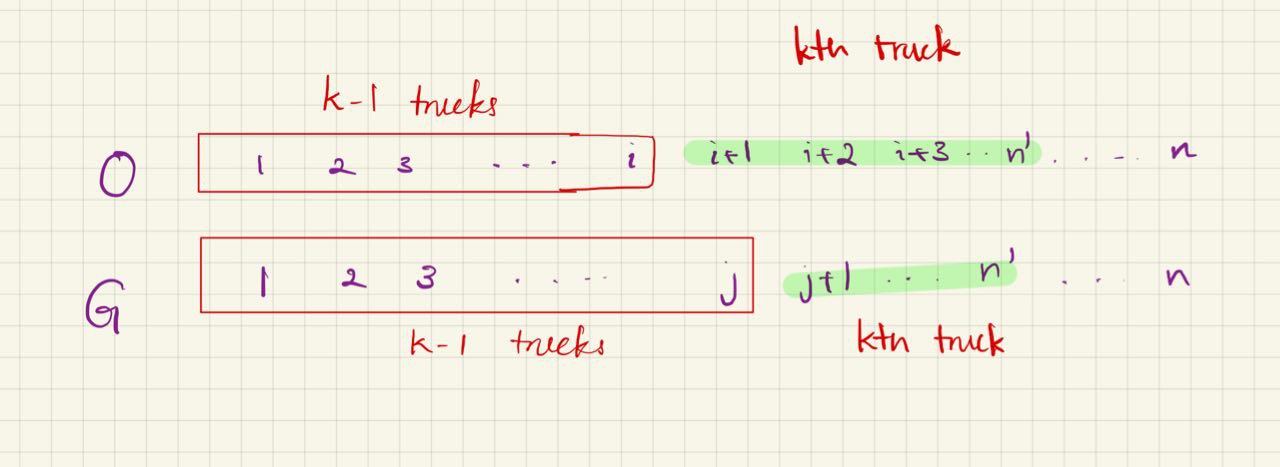 kth truck
k-1 trucks
O 1 2 3 ... i i+1 i+2 i+3 .. n' .... n
G 1 2 3 .... j j+1 ... n' .. n
k-1 trucks kth truck